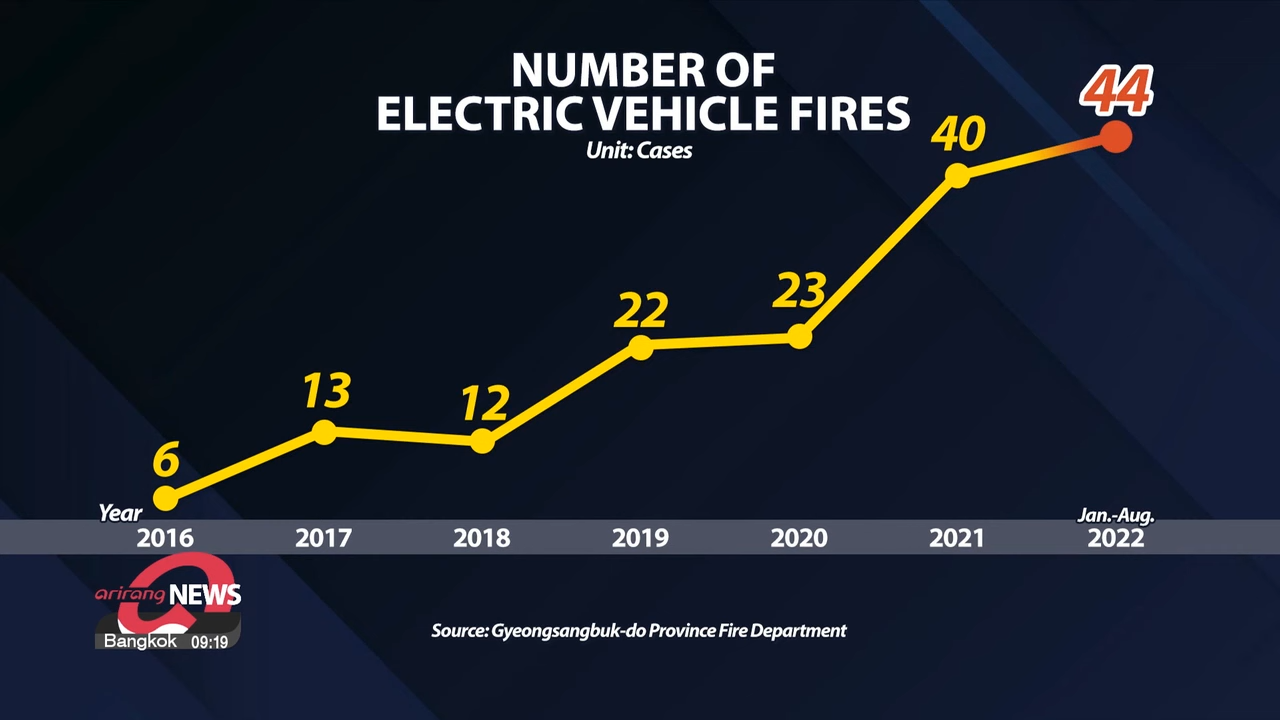 NUMBER OF
ELECTRIC VEHICLE FIRES
Unit: Cases
6
13
12
22
23
40
44
Year
Jan.-Aug.
2016 2017 2018 2019 2020 2021 2022
arirang NEWS
Bangkok 09:19
Source: Gyeongsangbuk-do Province Fire Department